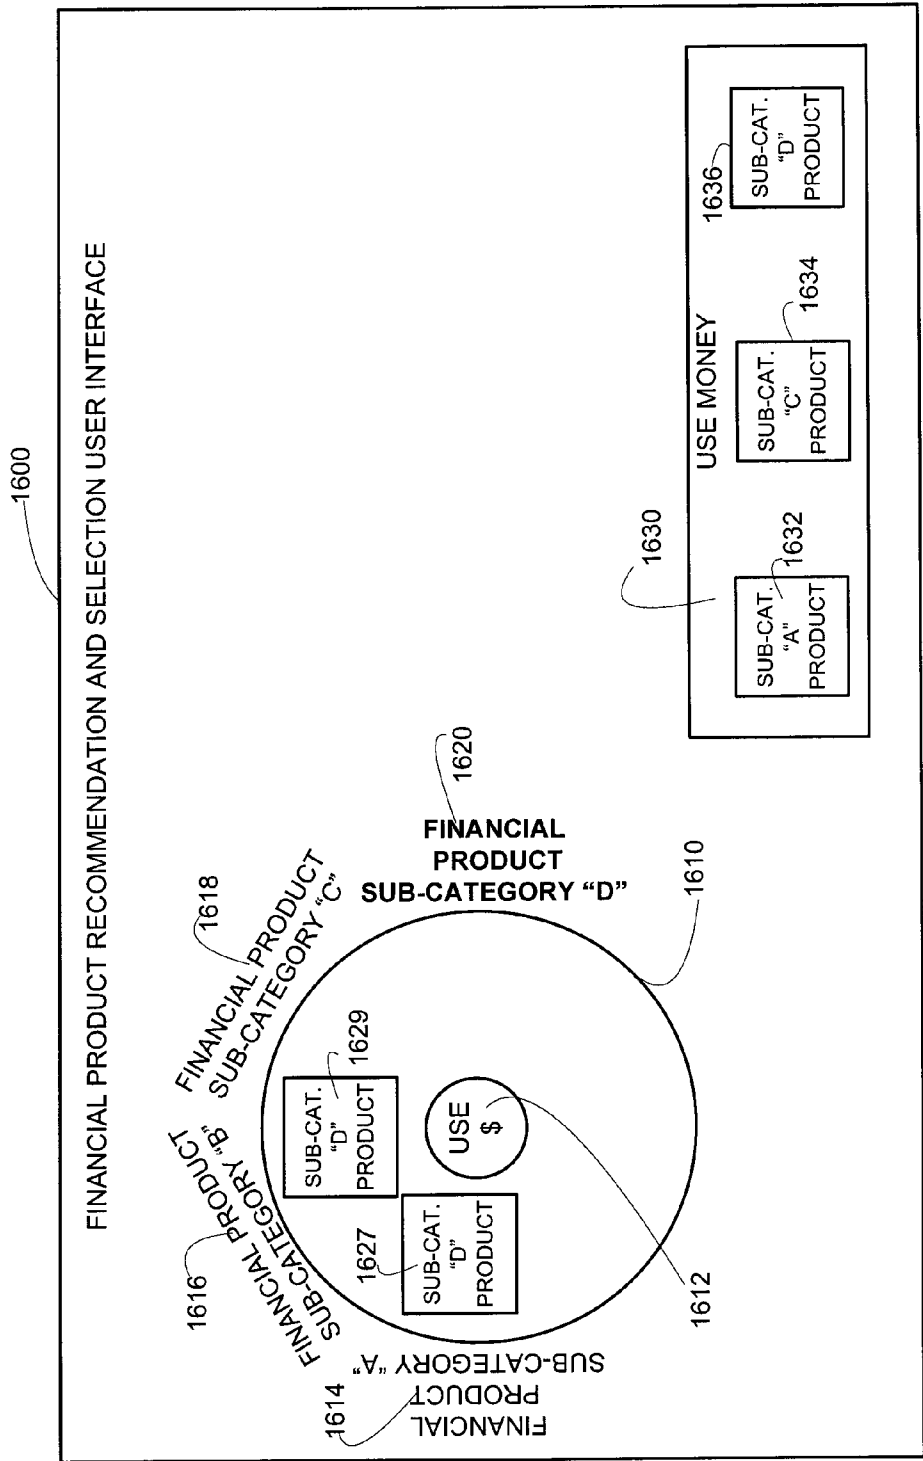 1600
FINANCIAL PRODUCT RECOMMENDATION AND SELECTION USER INTERFACE
1616
FINANCIAL PRODUCT
SUB-CATEGORY "B"
1618
FINANCIAL PRODUCT
SUB-CATEGORY "C"
1614
FINANCIAL
PRODUCT
SUB-CATEGORY "A"
1620
FINANCIAL
PRODUCT
SUB-CATEGORY "D"
1627
SUB-CAT.
"D"
PRODUCT
SUB-CAT.
"D"
PRODUCT
1629
USE
$
1612
1610
1630
USE MONEY
SUB-CAT.
"A"
PRODUCT
1632
SUB-CAT.
"C"
PRODUCT
1634
SUB-CAT.
"D"
PRODUCT
1636